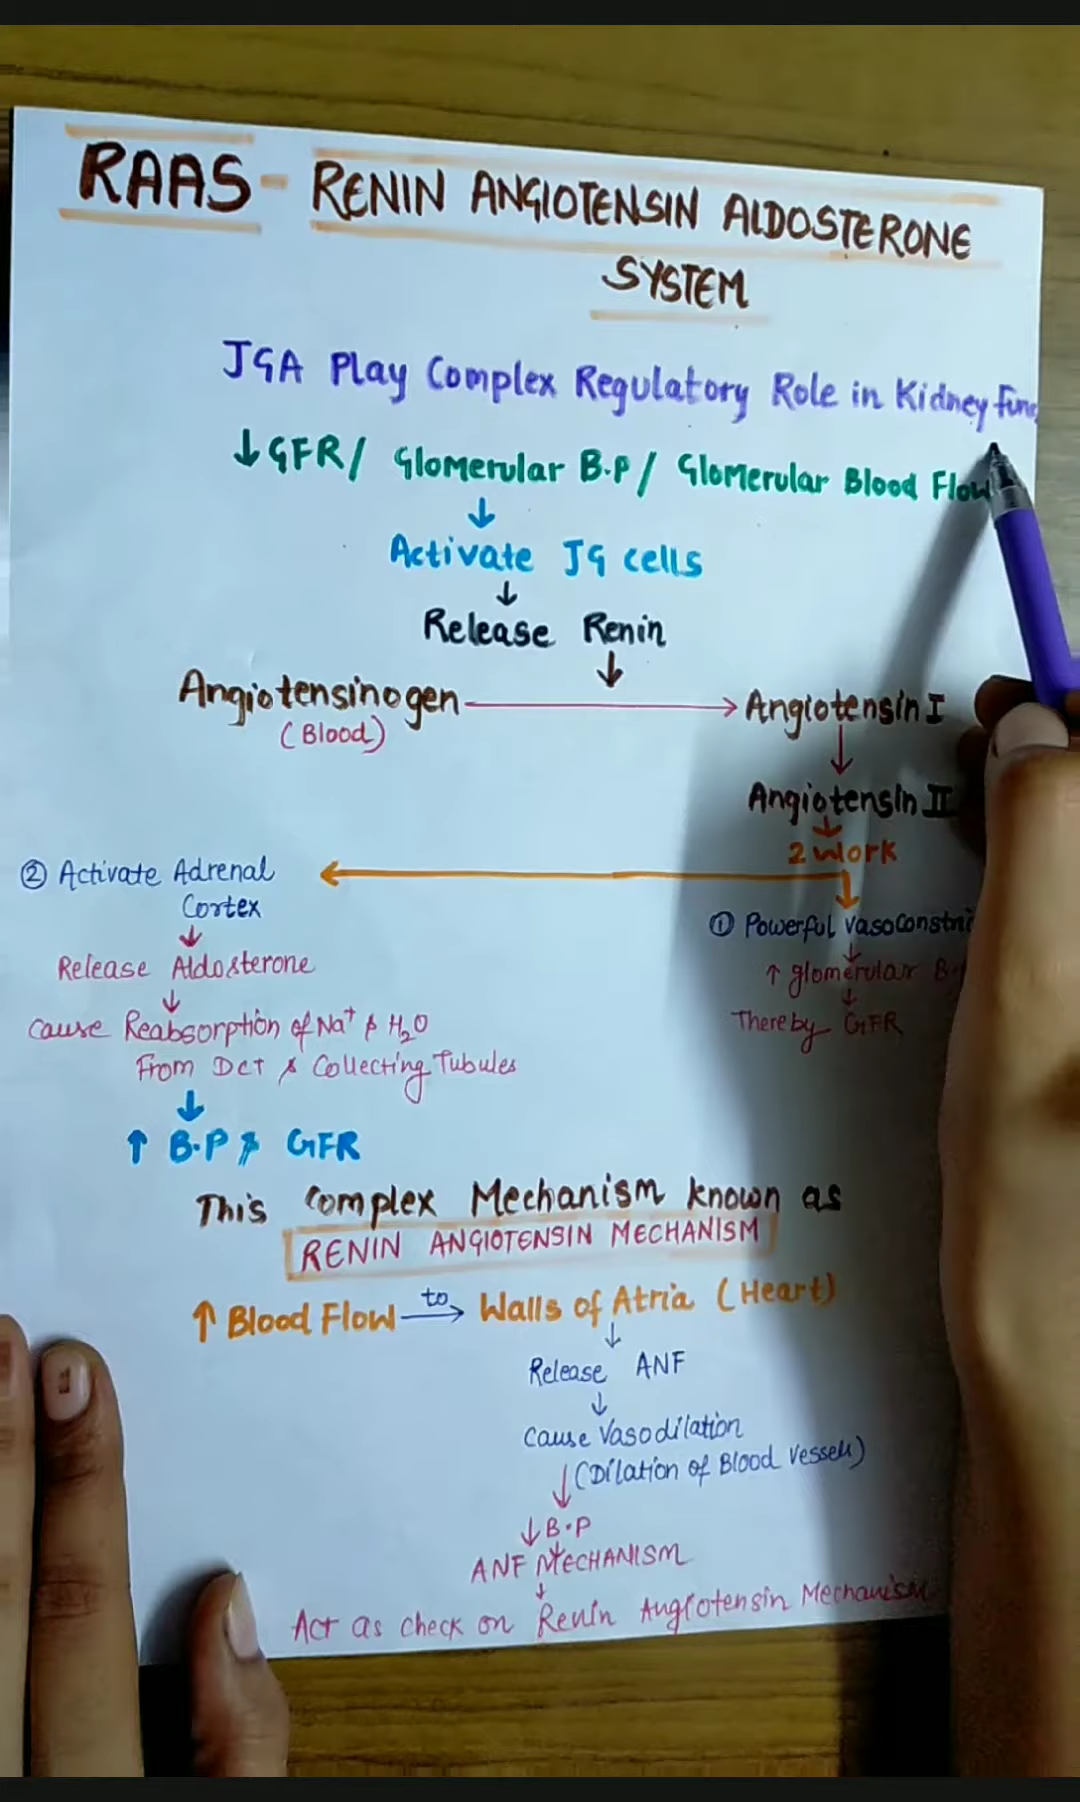 RAAS - RENIN ANGIOTENSIN ALDOSTERONE
SYSTEM
JGA Play Complex Regulatory Role in Kidney Func
↓ GFR / Glomerular B.P / Glomerular Blood Flow
↓
Activate JG cells
↓
Release Renin
↓
Angiotensinogen → Angiotensin I
(Blood)
↓
Angiotensin II
↓
2 work
② Activate Adrenal
Cortex
↓
Release Aldosterone
↓
Cause Reabsorption of Na⁺ & H₂O
From DCT & Collecting Tubules
↓
↑ B.P & GFR
① Powerful Vasoconstri
↓
↑ glomerular B
↓
Thereby GFR
This Complex Mechanism known as
RENIN ANGIOTENSIN MECHANISM
↑ Blood Flow to → Walls of Atria (Heart)
↓
Release ANF
↓
Cause Vasodilation
(Dilation of Blood Vessels)
↓
↓ B.P
↓
ANF MECHANISM
↓
Act as check on Renin Angiotensin Mechanism